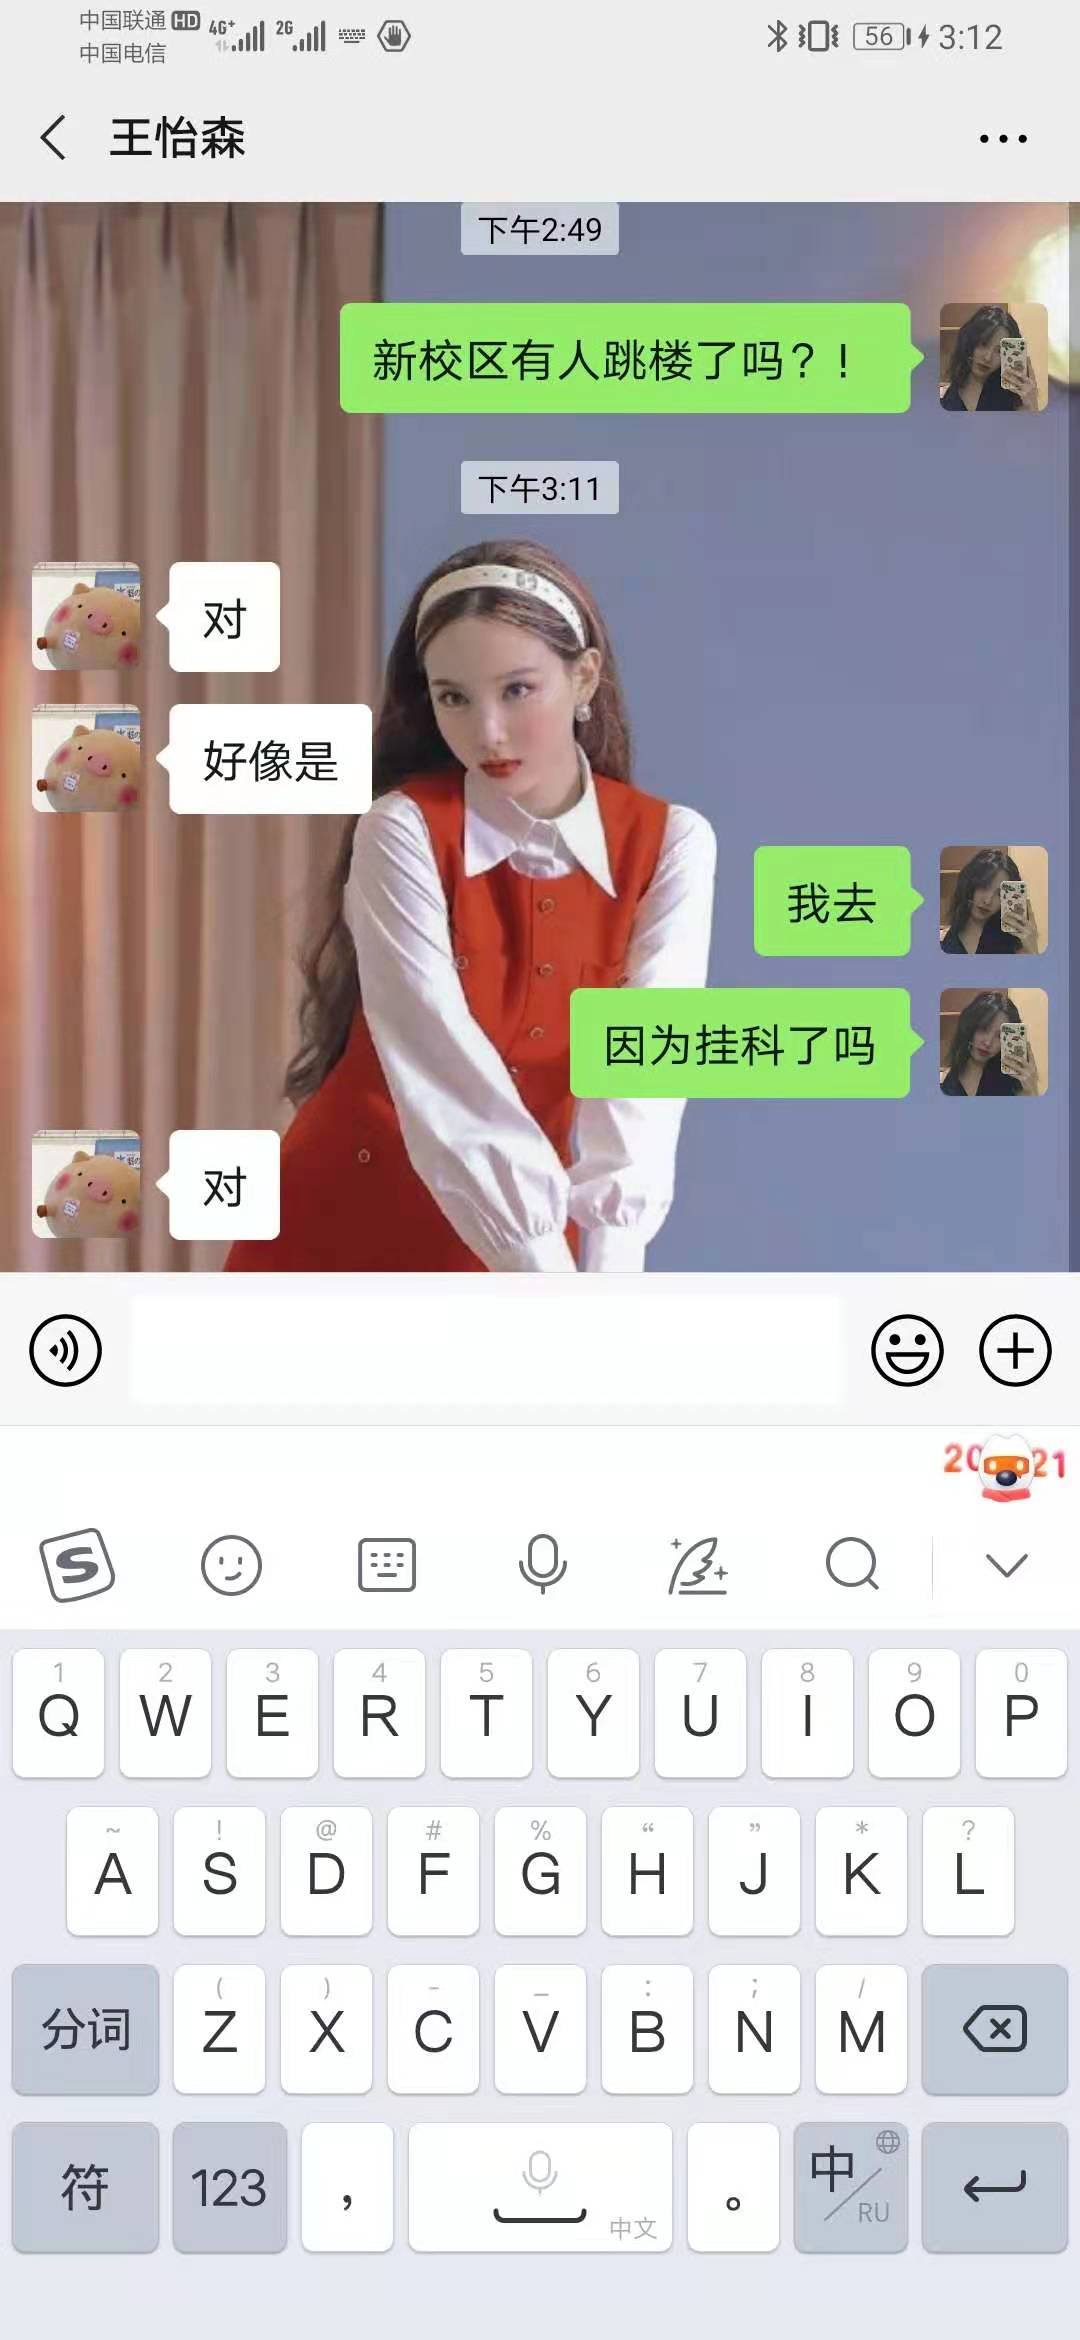 中国联通 HD 4G+ 2G 56 3:12
中国电信
王怡森
下午2:49
新校区有人跳楼了吗？！
下午3:11
对
好像是
我去
因为挂科了吗
对
2021
S
1 2 3 4 5 6 7 8 9 0
Q W E R T Y U I O P
~ ! @ # % “ ” * ?
A S D F G H J K L
( ) - _ : ; /
分词 Z X C V B N M
符 123 , 。 中/RU
中文